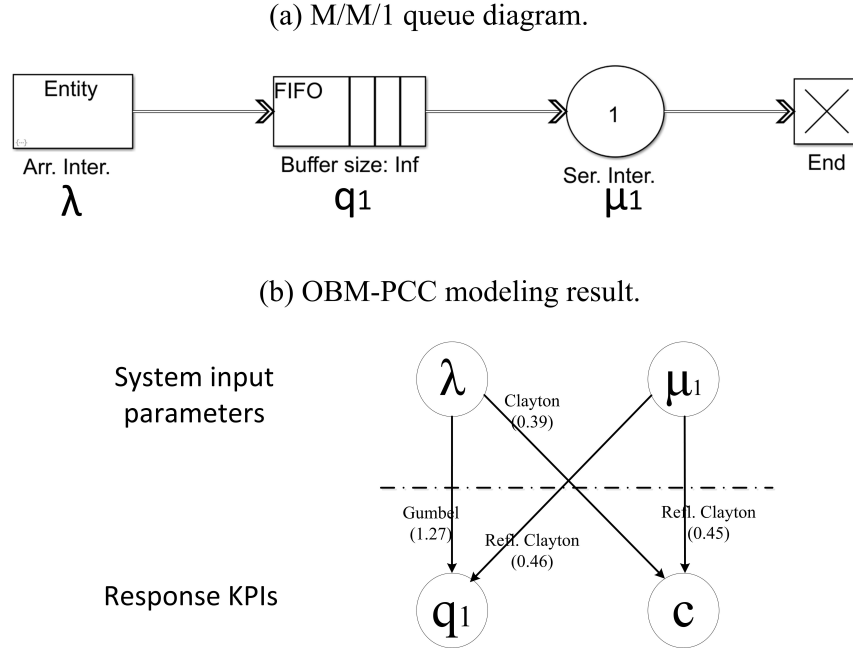 (a) M/M/1 queue diagram.
Entity
{--}
Arr. Inter.
λ
FIFO
Buffer size: Inf
q1
1
Ser. Inter.
μ1
End
(b) OBM-PCC modeling result.
System input
parameters
λ
μ1
Clayton
(0.39)
Gumbel
(1.27)
Refl. Clayton
(0.46)
Refl. Clayton
(0.45)
Response KPIs
q1
c